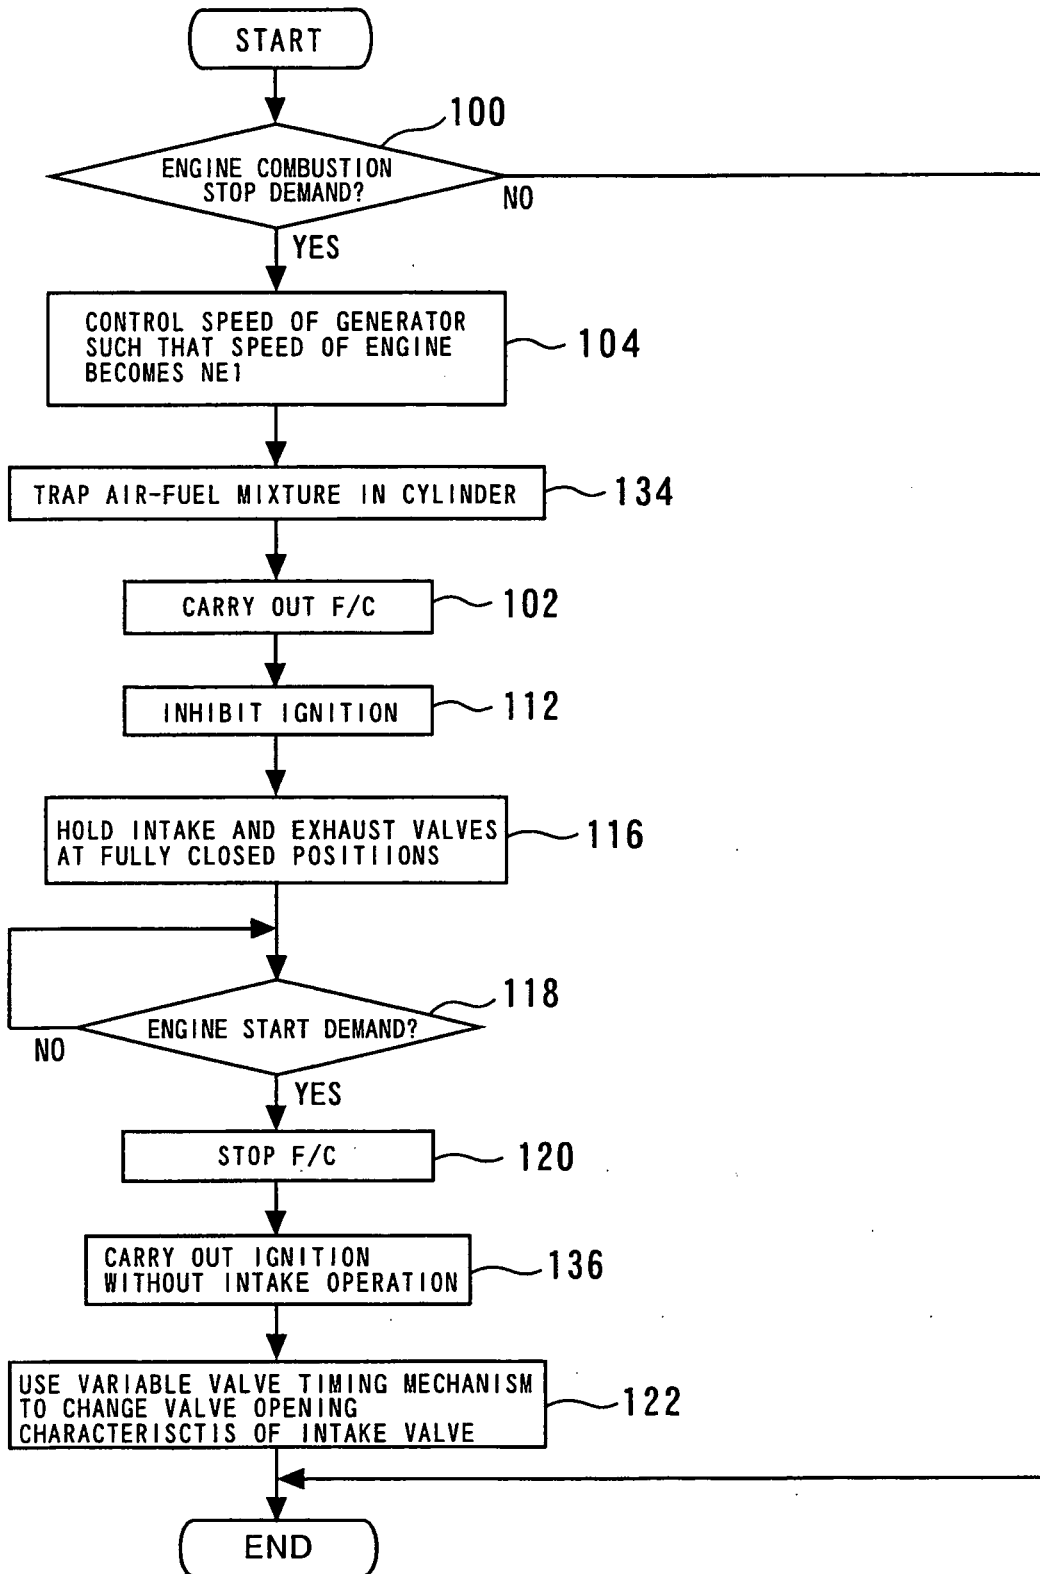 START
100
ENGINE COMBUSTION
STOP DEMAND?
NO
YES
CONTROL SPEED OF GENERATOR
SUCH THAT SPEED OF ENGINE
BECOMES NE1
104
TRAP AIR-FUEL MIXTURE IN CYLINDER
134
CARRY OUT F/C
102
INHIBIT IGNITION
112
HOLD INTAKE AND EXHAUST VALVES
AT FULLY CLOSED POSITIIONS
116
118
ENGINE START DEMAND?
NO
YES
STOP F/C
120
CARRY OUT IGNITION
WITHOUT INTAKE OPERATION
136
USE VARIABLE VALVE TIMING MECHANISM
TO CHANGE VALVE OPENING
CHARACTERISCTIS OF INTAKE VALVE
122
END